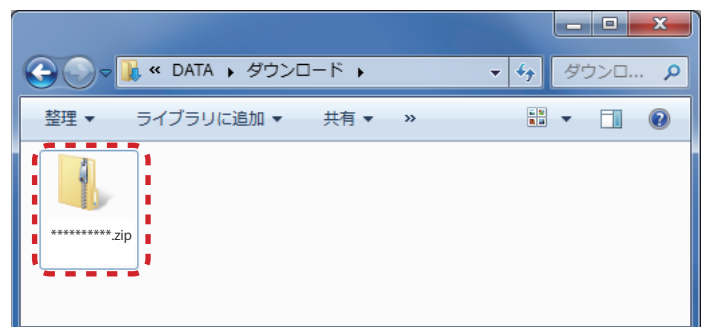 « DATA ▸ ダウンロード ▸
ダウンロ...
整理 ▼ ライブラリに追加 ▼ 共有 ▼ »
**********.zip